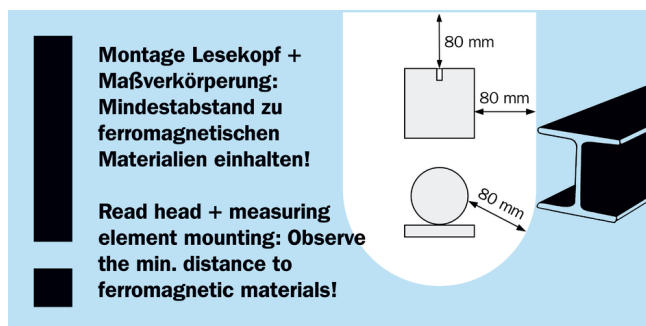 Montage Lesekopf +
Maßverkörperung:
Mindestabstand zu
ferromagnetischen
Materialien einhalten!
Read head + measuring
element mounting: Observe
the min. distance to
ferromagnetic materials!
80 mm
80 mm
80 mm